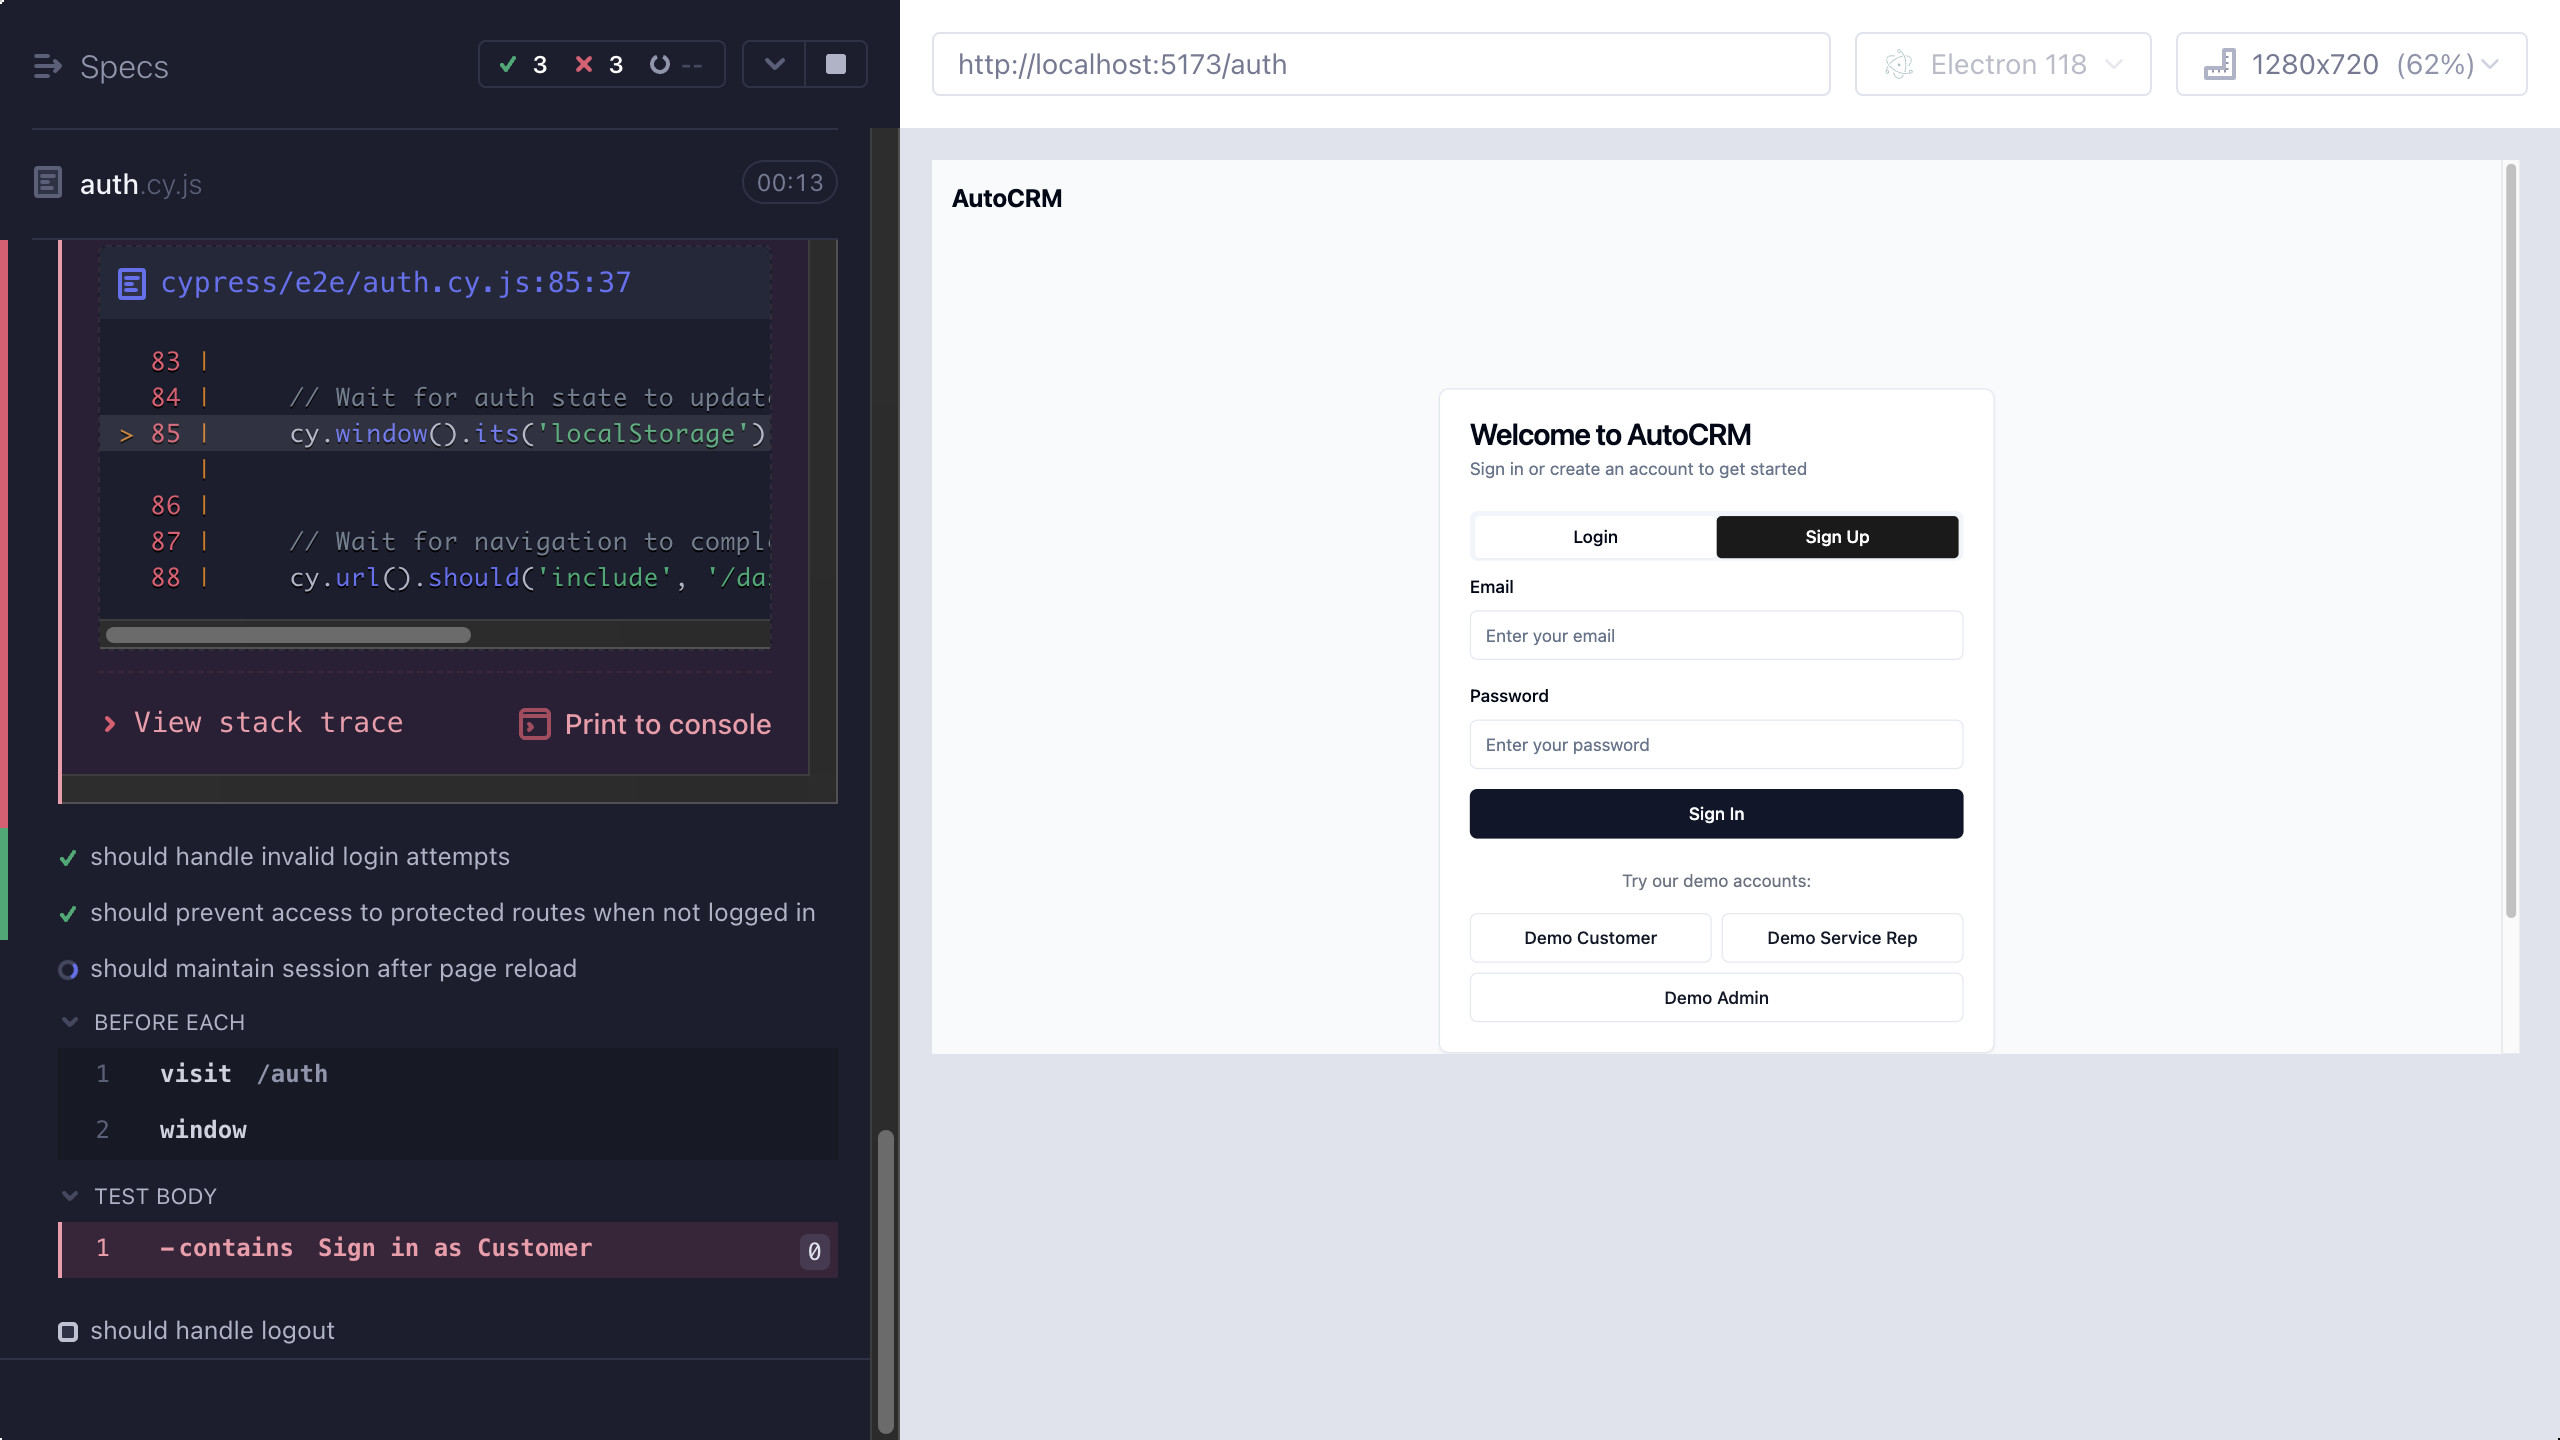 Specs
3 3 --
auth.cy.js
00:13
cypress/e2e/auth.cy.js:85:37
83 |
84 | // Wait for auth state to updat
> 85 | cy.window().its('localStorage')
|
86 |
87 | // Wait for navigation to compl
88 | cy.url().should('include', '/da
View stack trace
Print to console
should handle invalid login attempts
should prevent access to protected routes when not logged in
should maintain session after page reload
BEFORE EACH
1 visit /auth
2 window
TEST BODY
1 -contains Sign in as Customer 0
should handle logout
http://localhost:5173/auth
Electron 118
1280x720 (62%)
AutoCRM
Welcome to AutoCRM
Sign in or create an account to get started
Login
Sign Up
Email
Enter your email
Password
Enter your password
Sign In
Try our demo accounts:
Demo Customer
Demo Service Rep
Demo Admin